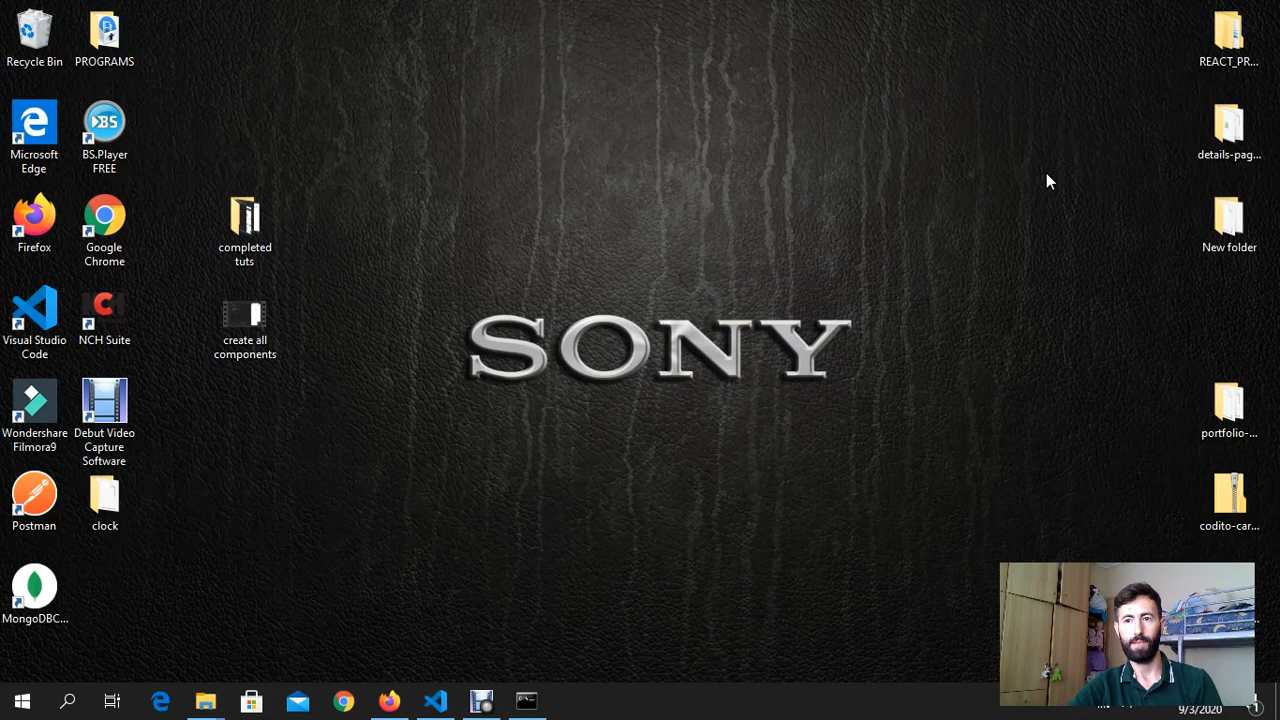 Recycle Bin
PROGRAMS
Microsoft
Edge
BS.Player
FREE
Firefox
Google
Chrome
Visual Studio
Code
NCH Suite
Wondershare
Filmora9
Debut Video
Capture
Software
Postman
clock
MongoDBC...
completed
tuts
create all
components
SONY
REACT_PR...
details-pag...
New folder
portfolio-...
codito-car...
9/3/2020
1